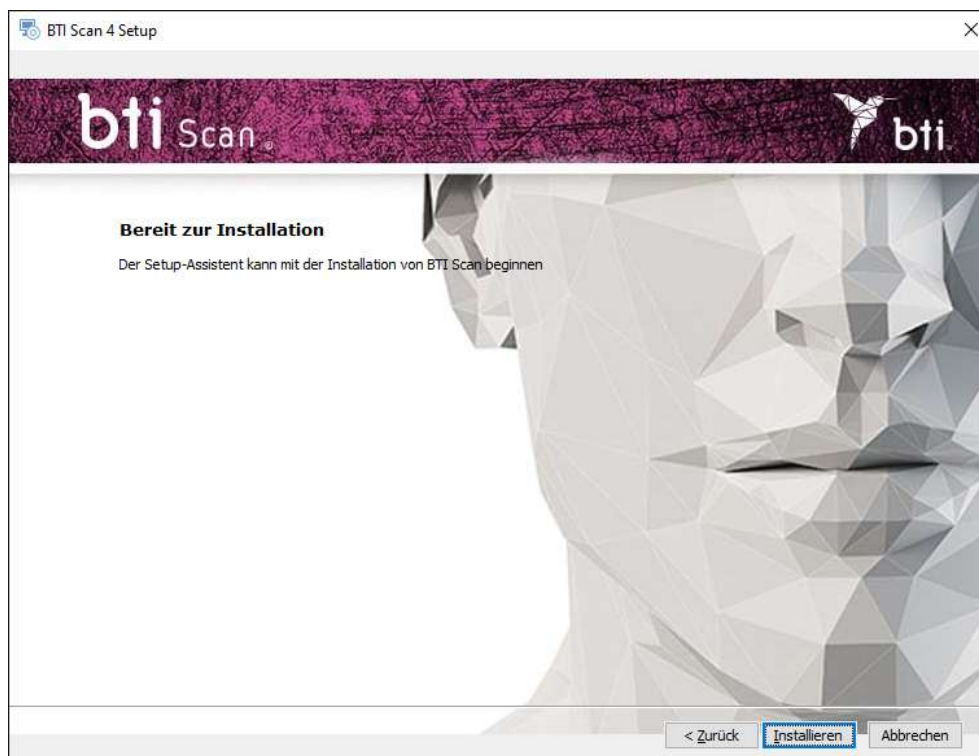 BTI Scan 4 Setup
bti Scan ®
bti
Bereit zur Installation
Der Setup-Assistent kann mit der Installation von BTI Scan beginnen
< Zurück Installieren Abbrechen